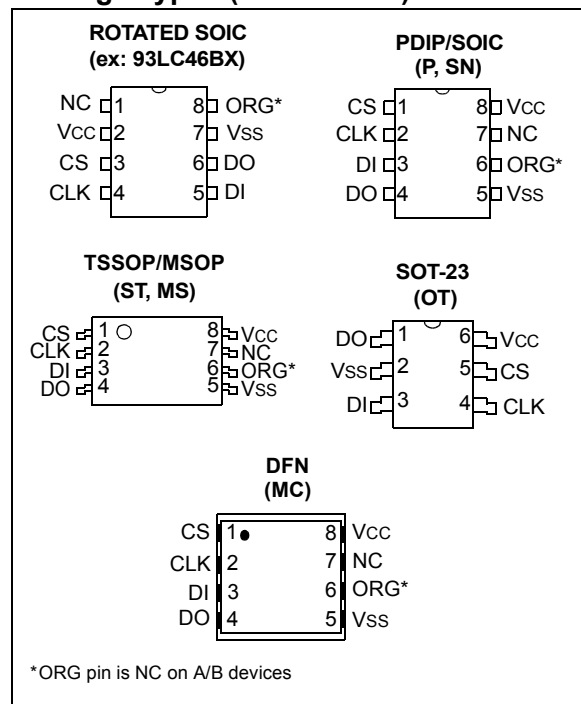 ROTATED SOIC
(ex: 93LC46BX)
NC 1 8 ORG*
VCC 2 7 VSS
CS 3 6 DO
CLK 4 5 DI
PDIP/SOIC
(P, SN)
CS 1 8 VCC
CLK 2 7 NC
DI 3 6 ORG*
DO 4 5 VSS
TSSOP/MSOP
(ST, MS)
CS 1 8 VCC
CLK 2 7 NC
DI 3 6 ORG*
DO 4 5 VSS
SOT-23
(OT)
DO 1 6 VCC
VSS 2 5 CS
DI 3 4 CLK
DFN
(MC)
CS 1 8 VCC
CLK 2 7 NC
DI 3 6 ORG*
DO 4 5 VSS
*ORG pin is NC on A/B devices